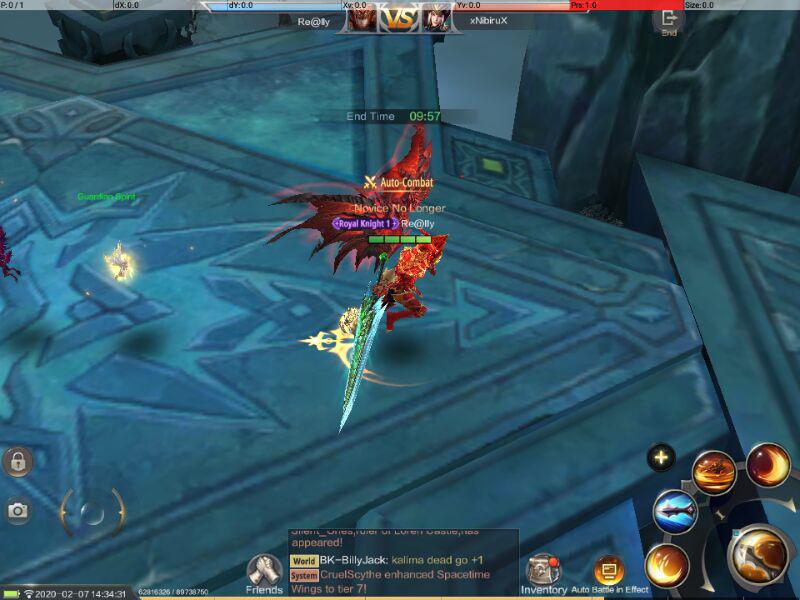 P: 0 / 1 dX: 0.0 dY: 0.0 Xv: 0.0 Yv: 0.0 Prs: 1.0 Size: 0.0
Re@lly VS xNibiruX
End
End Time 09:57
Auto-Combat
Guardian Spirit
Novice No Longer
Royal Knight 1 Re@lly
Silent_Ones,ruler of Loren Castle,has
appeared!
World BK-BillyJack: kalima dead go +1
System CruelScythe enhanced Spacetime
Wings to tier 7!
Friends
Inventory Auto Battle in Effect
2020-02-07 14:34:31 62816326 / 89738750